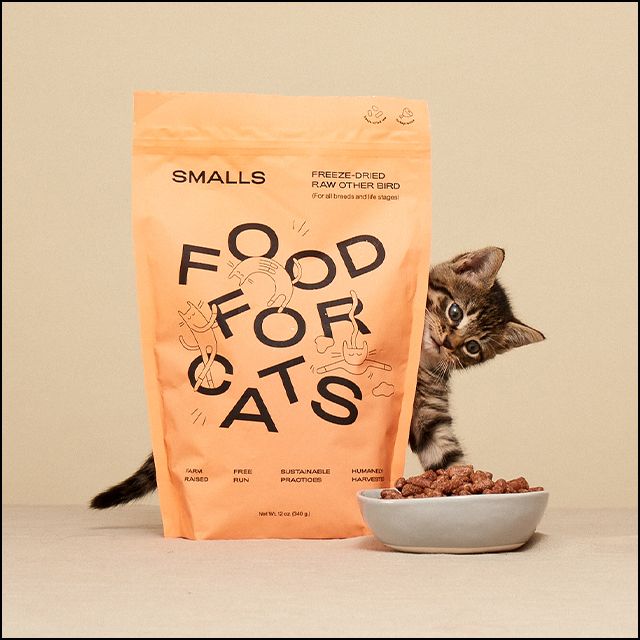 SMALLS
FREEZE-DRIED
RAW OTHER BIRD
(For all breeds and life stages)
FOOD
FOR
CATS
FARM
RAISED
FREE
RUN
SUSTAINABLE
PRACTICES
HUMANELY
HARVESTED
Net Wt. 12 oz. (340 g.)